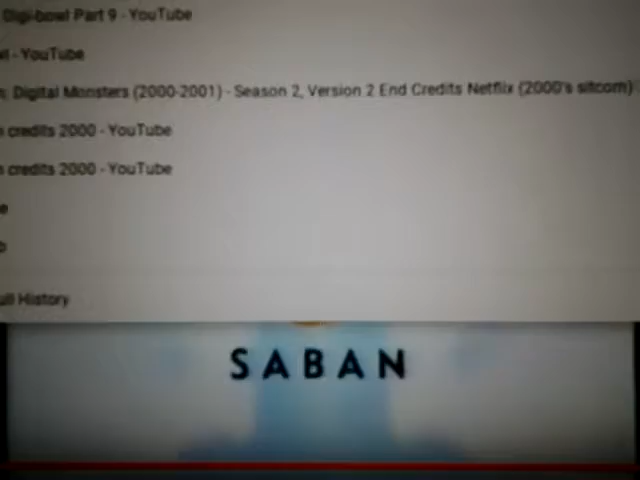 Digi-bowl Part 9 - YouTube
- YouTube
Digital Monsters (2000-2001) - Season 2, Version 2 End Credits Netflix (2000's sitcom)
credits 2000 - YouTube
credits 2000 - YouTube
History
SABAN